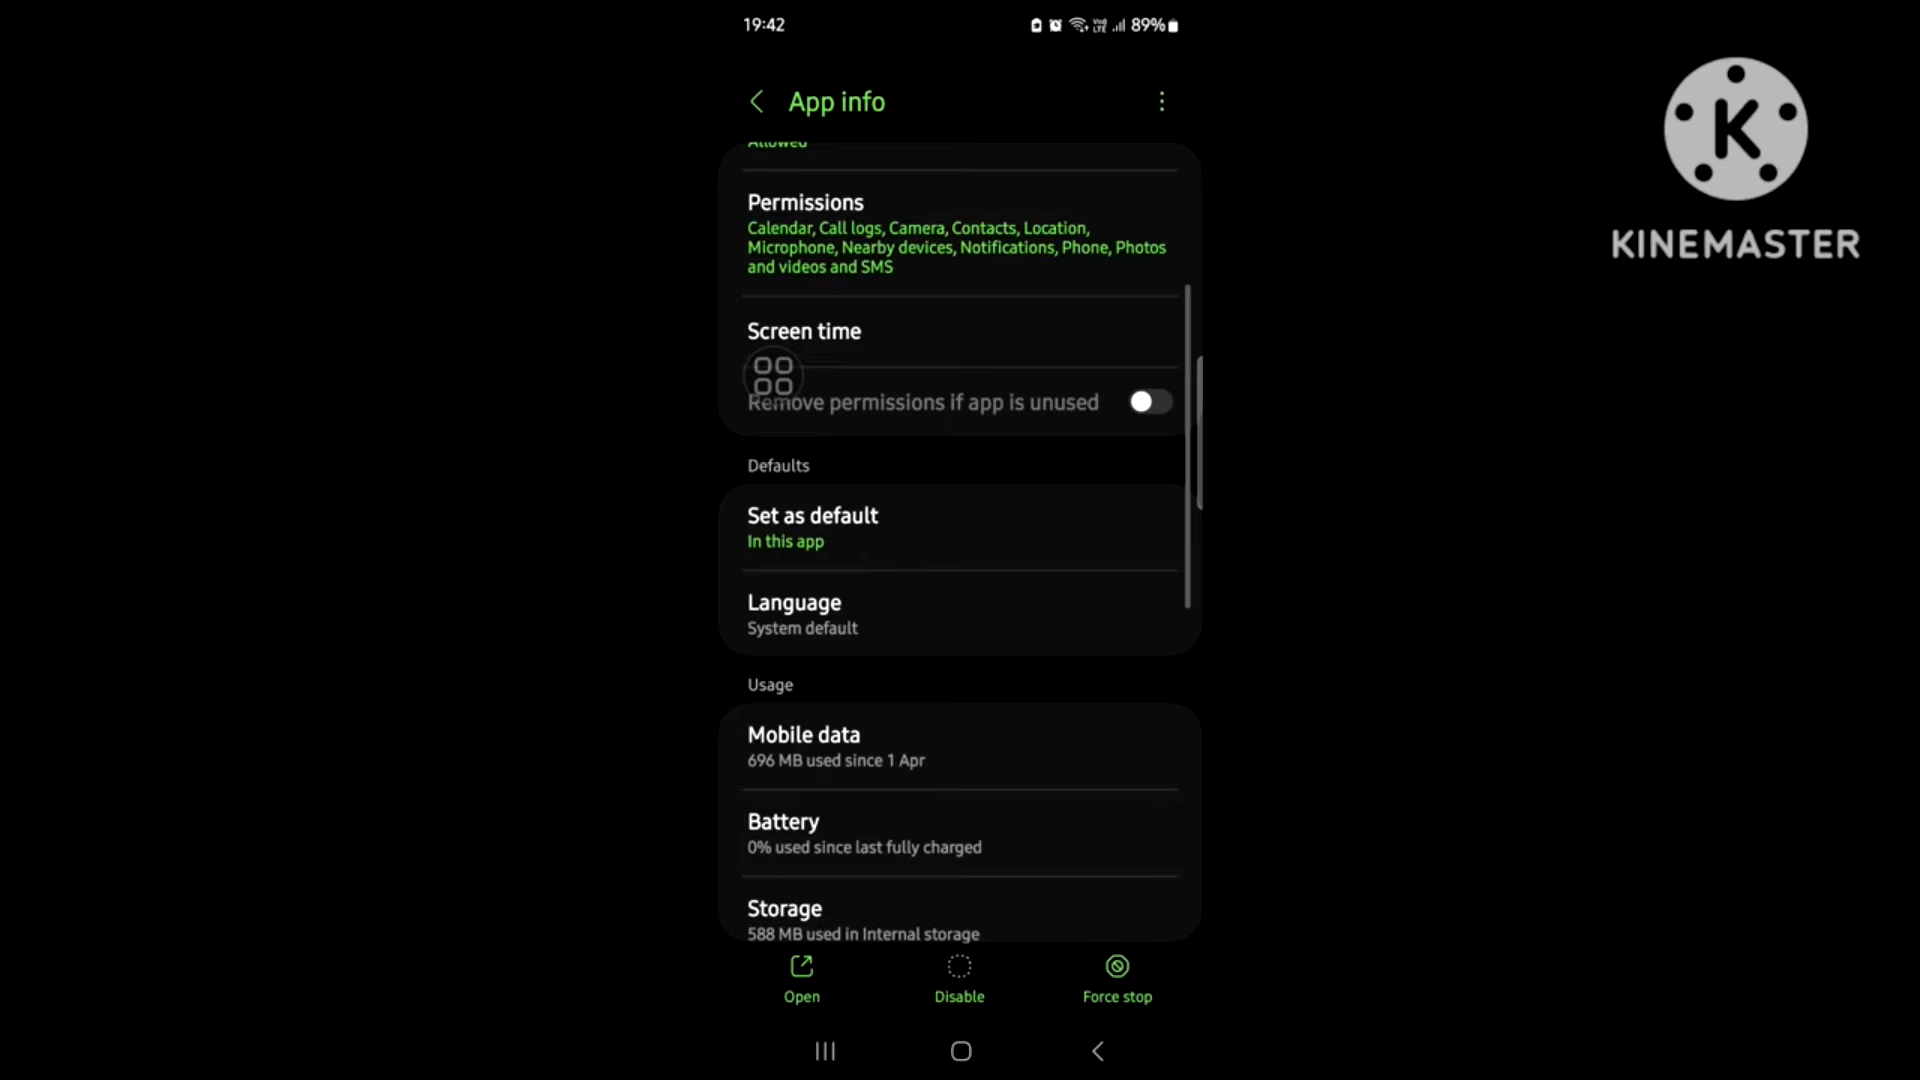 19:42
89%
App info
Allowed
Permissions
Calendar, Call logs, Camera, Contacts, Location,
Microphone, Nearby devices, Notifications, Phone, Photos
and videos and SMS
Screen time
Remove permissions if app is unused
Defaults
Set as default
In this app
Language
System default
Usage
Mobile data
696 MB used since 1 Apr
Battery
0% used since last fully charged
Storage
588 MB used in Internal storage
Open
Disable
Force stop
K
KINEMASTER